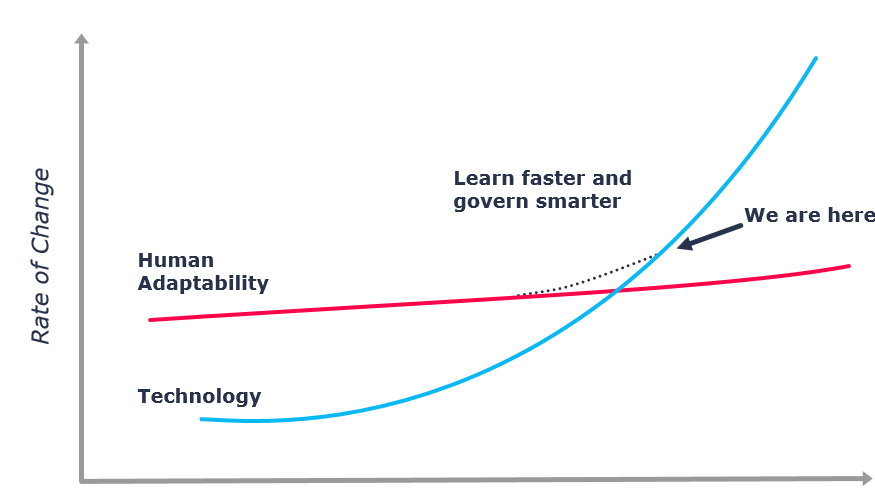 Learn faster and
govern smarter
We are here
Human
Adaptability
Technology
Rate of Change